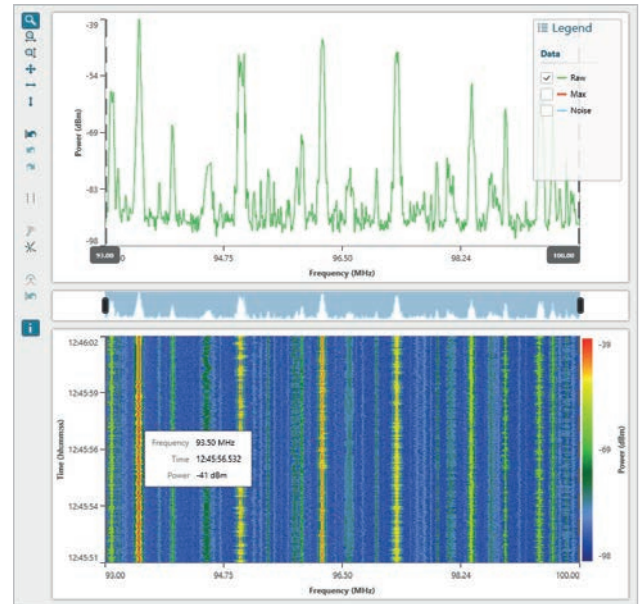 -39
-54
-69
-83
-98
Power (dBm)
Legend
Data
Raw
Max
Noise
93.00
94.75
96.50
98.24
100.00
Frequency (MHz)
12:46:02
12:45:59
12:45:56
12:45:54
12:45:51
Time (hh:mm:ss)
Frequency 93.50 MHz
Time 12:45:56.532
Power -41 dBm
-39
-69
-98
Power (dBm)
93.00
94.75
96.50
98.24
100.00
Frequency (MHz)